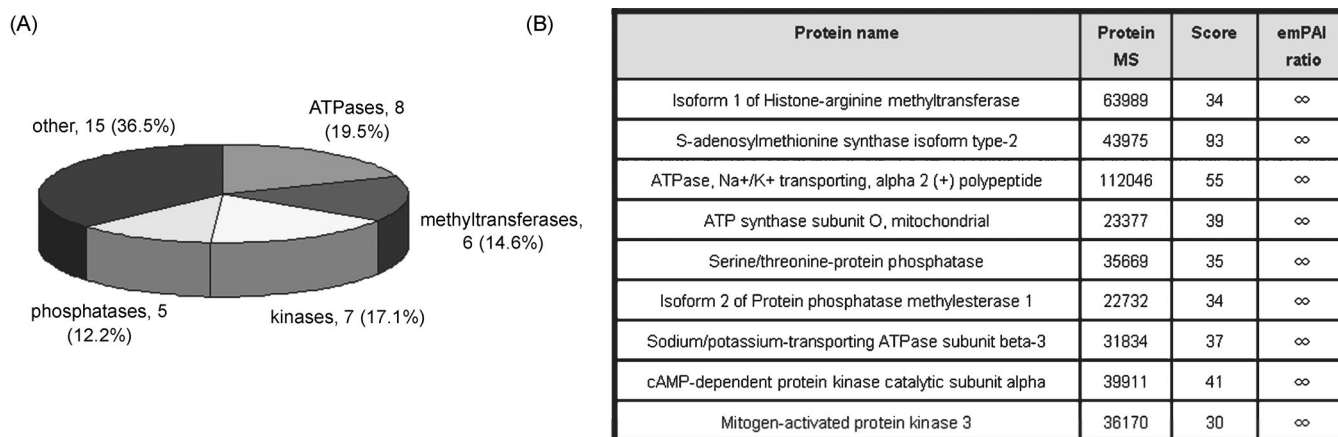 (A)
ATPases, 8
(19.5%)
other, 15 (36.5%)
methyltransferases,
6 (14.6%)
phosphatases, 5
(12.2%)
kinases, 7 (17.1%)
(B)
Protein name Protein MS Score emPAI ratio
Isoform 1 of Histone-arginine methyltransferase 63989 34 ∞
S-adenosylmethionine synthase isoform type-2 43975 93 ∞
ATPase, Na+/K+ transporting, alpha 2 (+) polypeptide 112046 55 ∞
ATP synthase subunit O, mitochondrial 23377 39 ∞
Serine/threonine-protein phosphatase 35669 35 ∞
Isoform 2 of Protein phosphatase methylesterase 1 22732 34 ∞
Sodium/potassium-transporting ATPase subunit beta-3 31834 37 ∞
cAMP-dependent protein kinase catalytic subunit alpha 39911 41 ∞
Mitogen-activated protein kinase 3 36170 30 ∞